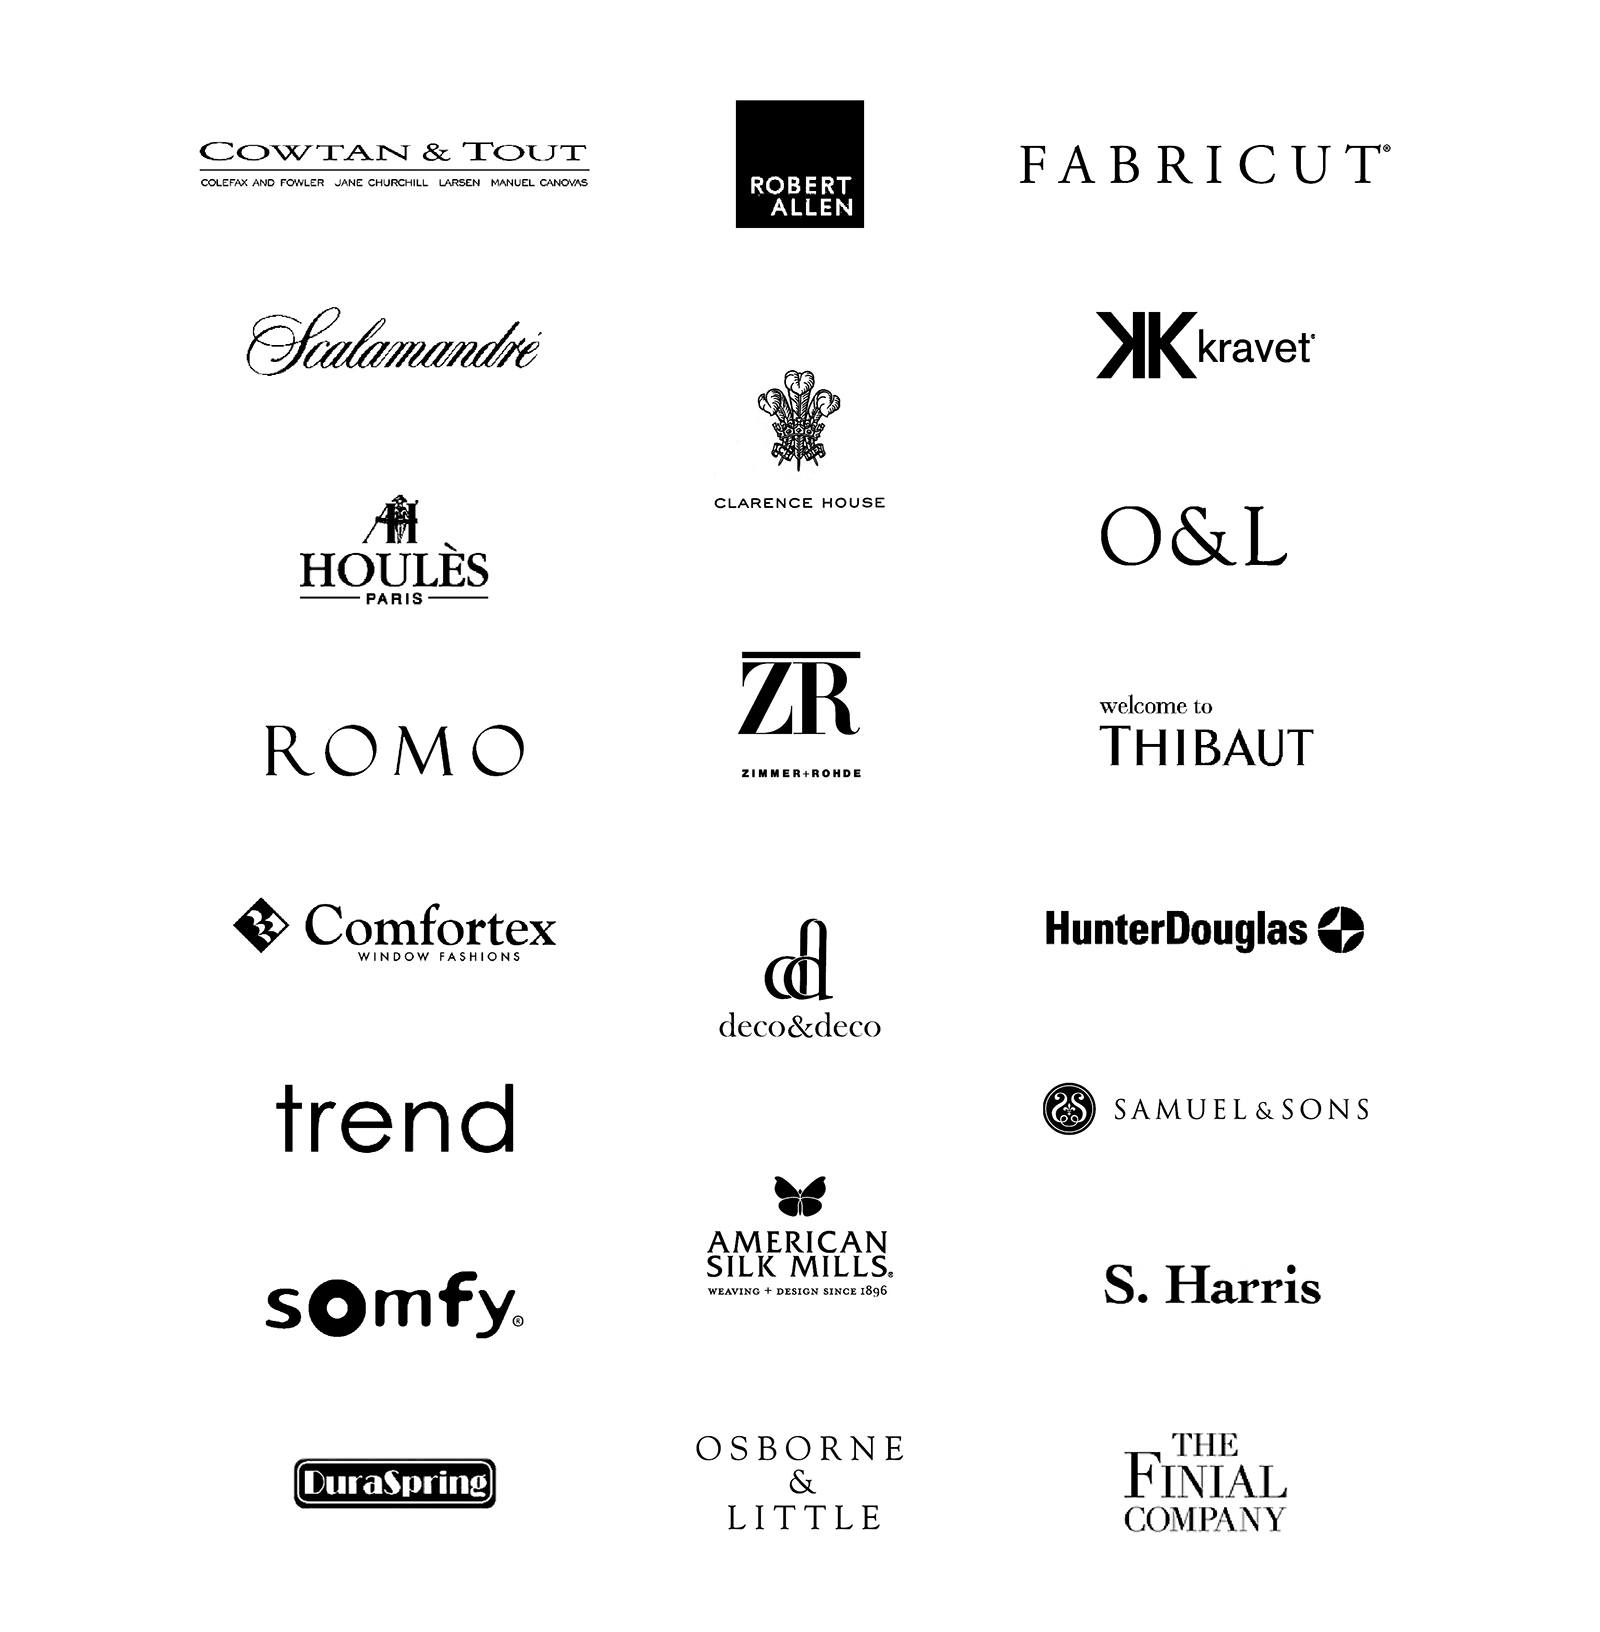 COWTAN & TOUT
COLEFAX AND FOWLER JANE CHURCHILL LARSEN MANUEL CANOVAS
ROBERT
ALLEN
FABRICUT®
Scalamandré
kravet®
CLARENCE HOUSE
H
HOULÈS
PARIS
O&L
ROMO
ZR
ZIMMER+ROHDE
welcome to
THIBAUT
Comfortex
WINDOW FASHIONS
dd
deco&deco
HunterDouglas
trend
SAMUEL & SONS
AMERICAN
SILK MILLS®
WEAVING + DESIGN SINCE 1896
somfy®
S. Harris
DuraSpring
OSBORNE
&
LITTLE
THE
FINIAL
COMPANY